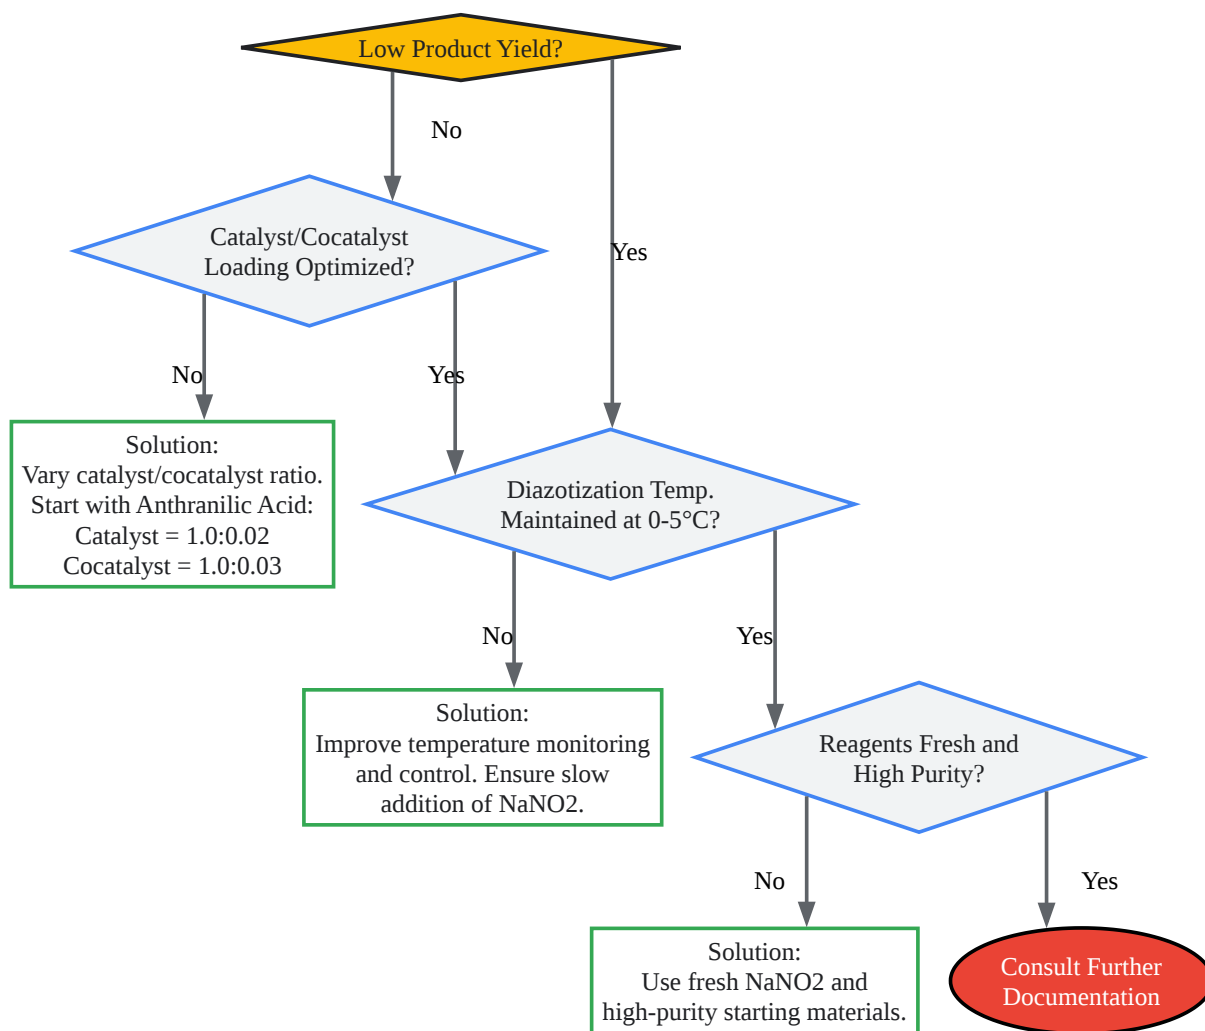 Low Product Yield?
No
Yes
Catalyst/Cocatalyst
Loading Optimized?
No
Yes
Solution:
Vary catalyst/cocatalyst ratio.
Start with Anthranilic Acid:
Catalyst = 1.0:0.02
Cocatalyst = 1.0:0.03
Diazotization Temp.
Maintained at 0-5°C?
No
Yes
Solution:
Improve temperature monitoring
and control. Ensure slow
addition of NaNO2.
Reagents Fresh and
High Purity?
No
Yes
Solution:
Use fresh NaNO2 and
high-purity starting materials.
Consult Further
Documentation